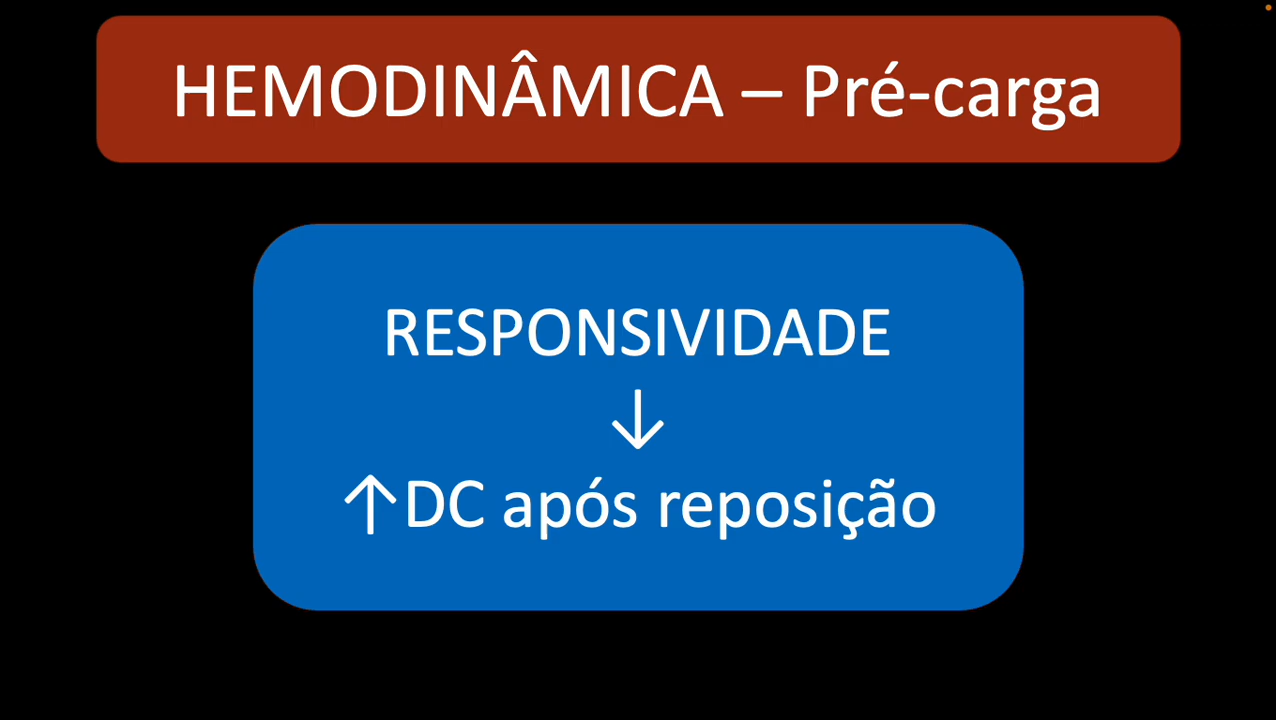 HEMODINÂMICA – Pré-carga
RESPONSIVIDADE
↓
↑DC após reposição